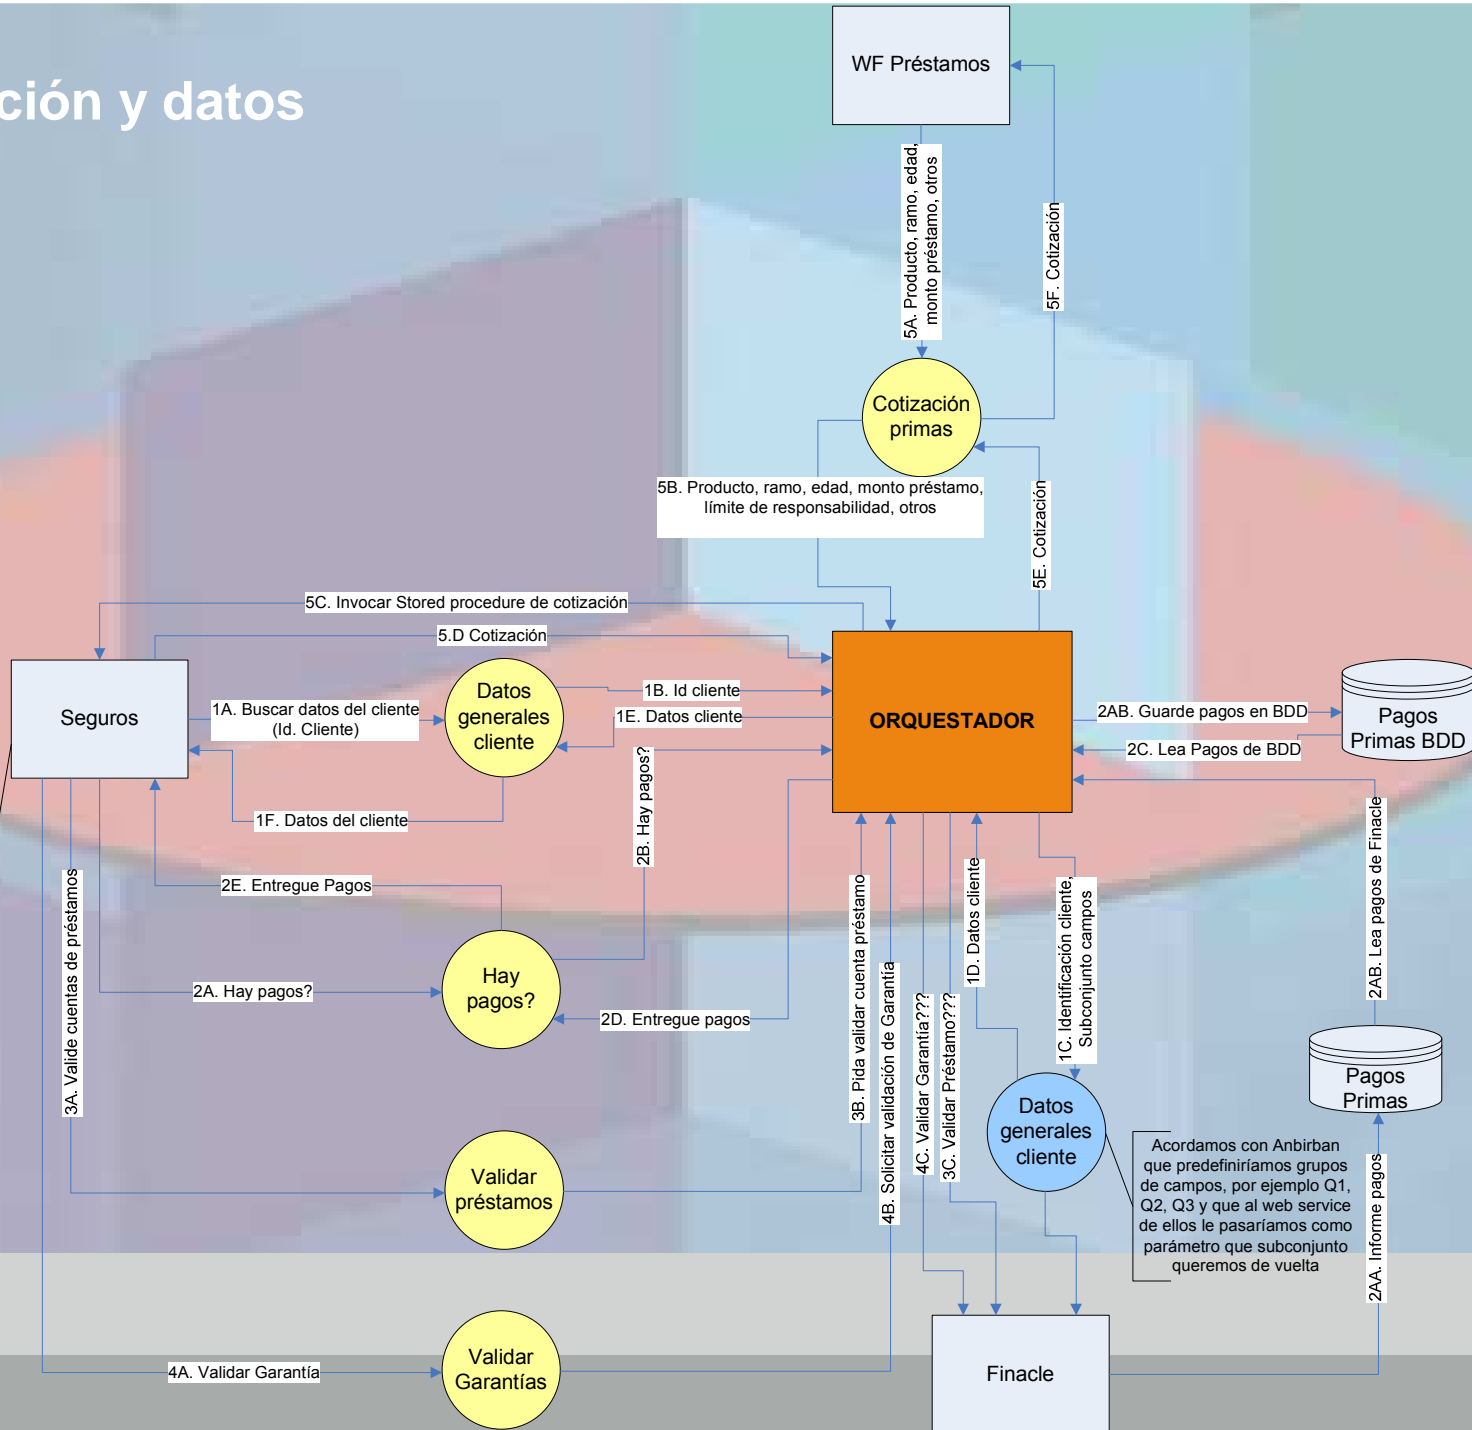 WF Préstamos
ción y datos
5A. Producto, ramo, edad,
monto préstamo, otros
5F. Cotización
Cotización
primas
5B. Producto, ramo, edad, monto préstamo,
límite de responsabilidad, otros
5E. Cotización
5C. Invocar Stored procedure de cotización
5.D Cotización
Seguros
1A. Buscar datos del cliente
(Id. Cliente)
Datos
generales
cliente
1B. Id cliente
1E. Datos cliente
ORQUESTADOR
2AB. Guarde pagos en BDD
2C. Lea Pagos de BDD
Pagos
Primas BDD
1F. Datos del cliente
2B. Hay pagos?
2E. Entregue Pagos
3A. Valide cuentas de préstamos
2A. Hay pagos?
Hay
pagos?
2D. Entregue pagos
3B. Pida validar cuenta préstamo
4B. Solicitar validación de Garantía
4C. Validar Garantía???
3C. Validar Préstamo???
1D. Datos cliente
1C. Identificación cliente,
Subconjunto campos
2AB. Lea pagos de Finacle
Pagos
Primas
Datos
generales
cliente
Acordamos con Anbirban
que predefiniríamos grupos
de campos, por ejemplo Q1,
Q2, Q3 y que al web service
de ellos le pasaríamos como
parámetro que subconjunto
queremos de vuelta
Validar
préstamos
2AA. Informe pagos
4A. Validar Garantía
Validar
Garantías
Finacle